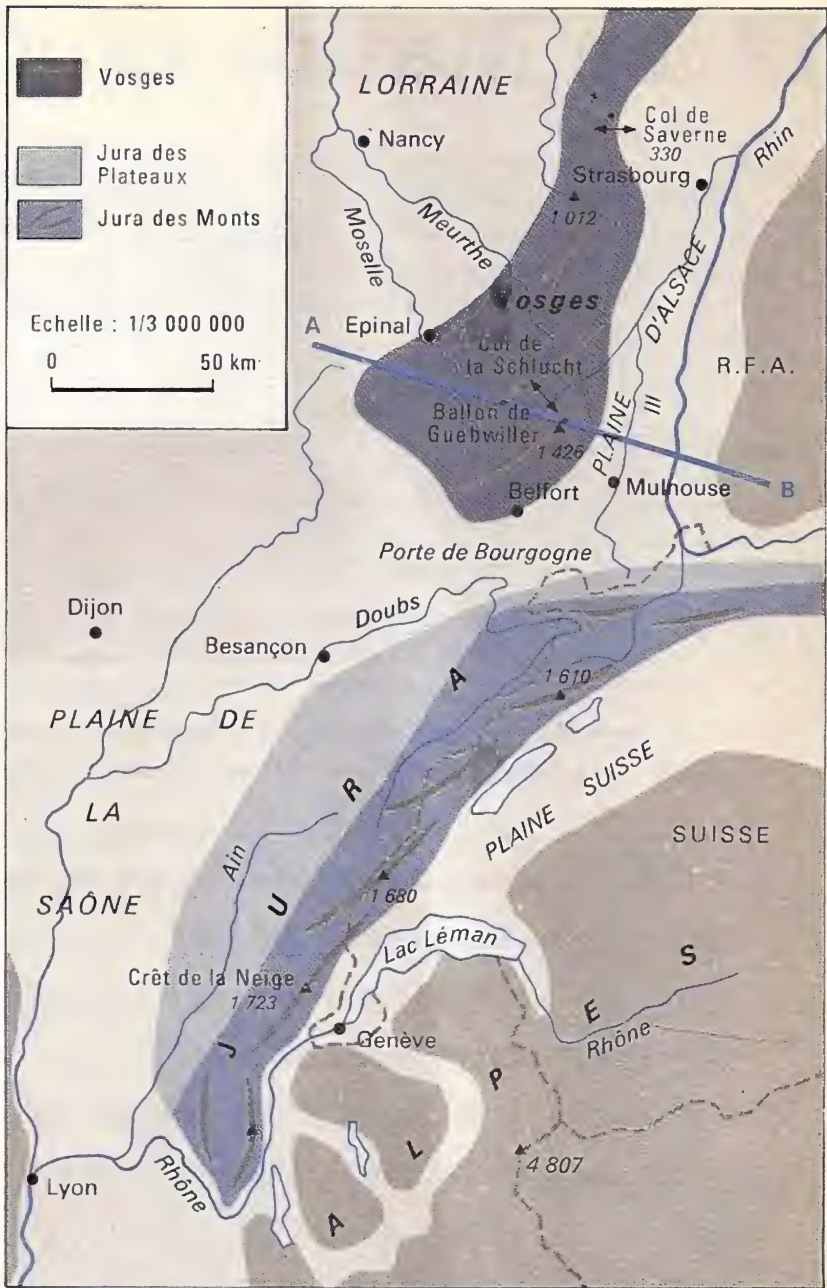 Vosges
Jura des
Plateaux
Jura des Monts
Echelle : 1/3 000 000
0 50 km
LORRAINE
Nancy
Col de
Saverne
330
Rhin
Strasbourg
1 012
Meurthe
Moselle
Vosges
D'ALSACE
A
Epinal
Col de
la Schlucht
R.F.A.
Ballon de
Guebwiller
1 426
PLAINE
Ill
B
Belfort
Mulhouse
Porte de Bourgogne
Dijon
Doubs
Besançon
PLAINE DE
LA
SAÔNE
1 610
JURA
PLAINE SUISSE
SUISSE
Ain
1 680
Lac Léman
Crêt de la Neige
1 723
Genève
Rhône
ALPES
4 807
Rhône
Lyon